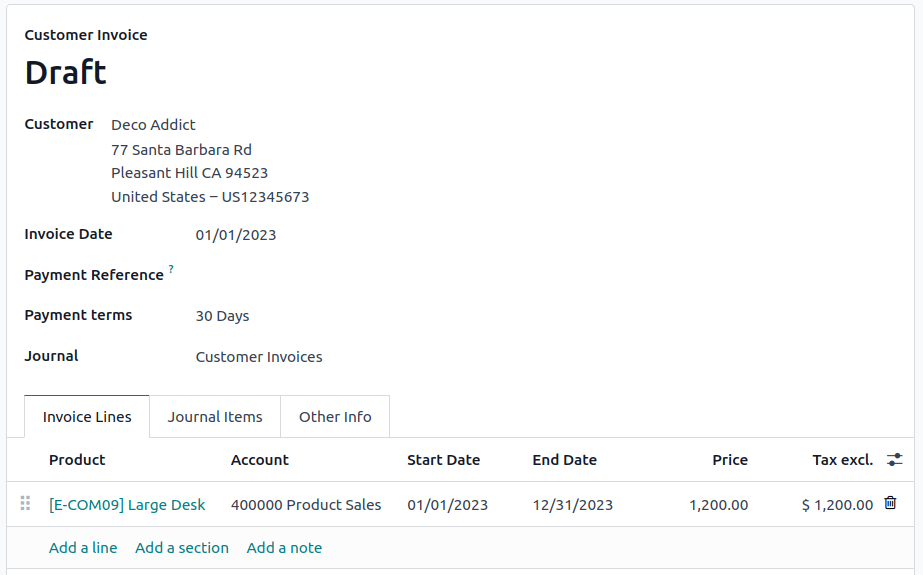 Customer Invoice
Draft
Customer Deco Addict
77 Santa Barbara Rd
Pleasant Hill CA 94523
United States – US12345673
Invoice Date 01/01/2023
Payment Reference ?
Payment terms 30 Days
Journal Customer Invoices
Invoice Lines Journal Items Other Info
Product Account Start Date End Date Price Tax excl.
[E-COM09] Large Desk 400000 Product Sales 01/01/2023 12/31/2023 1,200.00 $ 1,200.00
Add a line Add a section Add a note